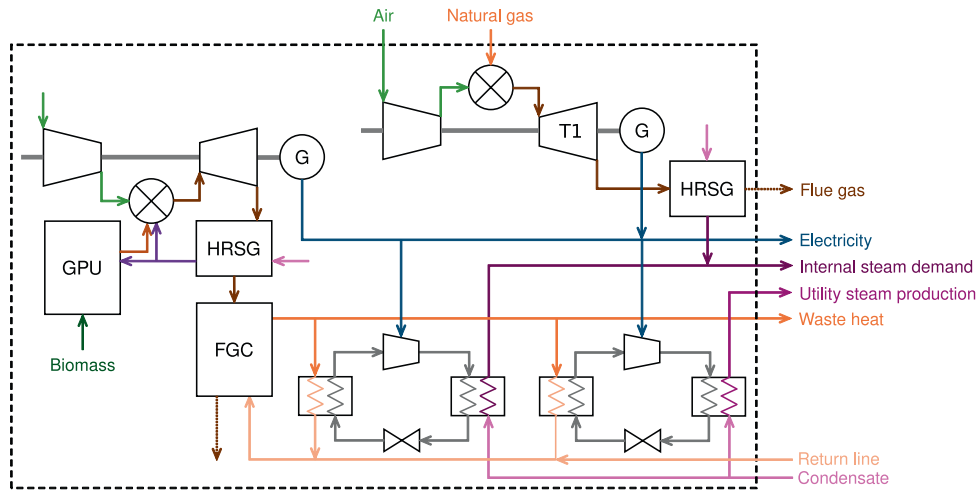 Air
Natural gas
T1
G
G
HRSG
Flue gas
GPU
HRSG
Electricity
Internal steam demand
Utility steam production
Waste heat
FGC
Biomass
Return line
Condensate